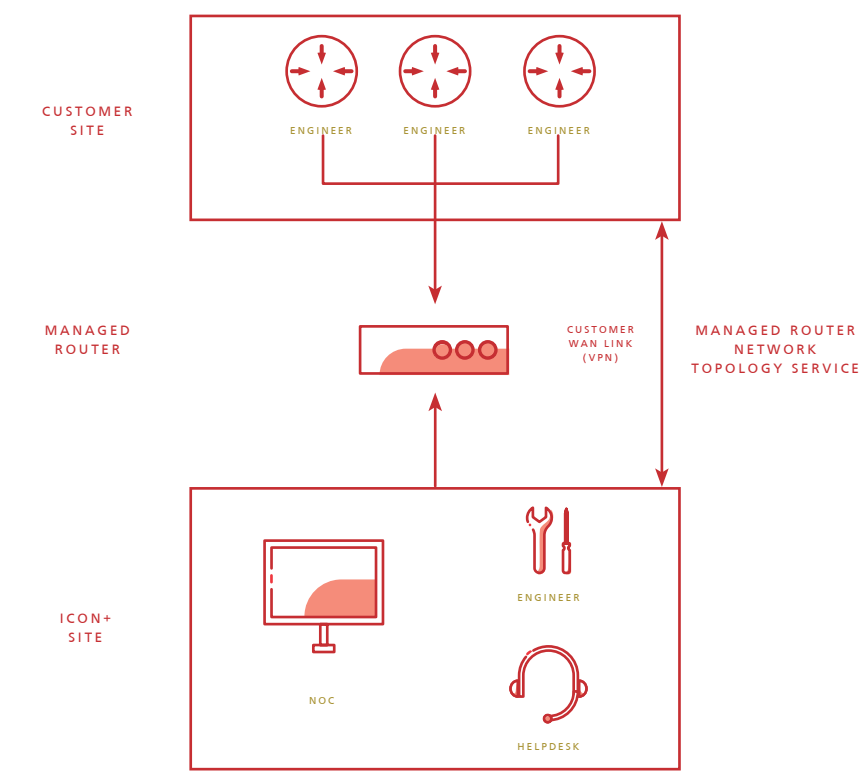 CUSTOMER
SITE
ENGINEER
ENGINEER
ENGINEER
MANAGED
ROUTER
CUSTOMER
WAN LINK
(VPN)
MANAGED ROUTER
NETWORK
TOPOLOGY SERVICE
ICON+
SITE
NOC
ENGINEER
HELPDESK